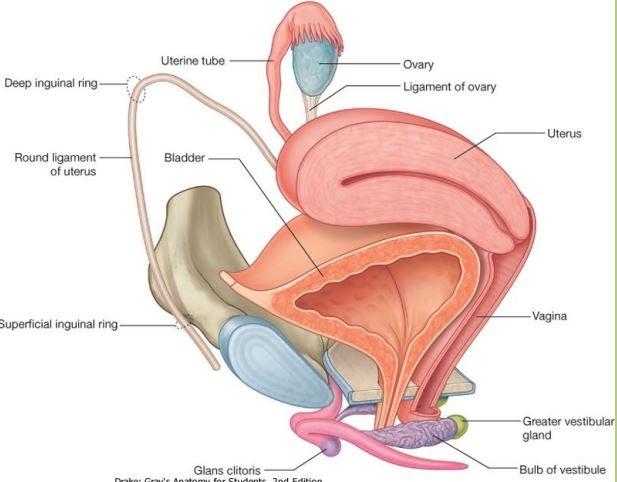 Uterine tube
Ovary
Deep inguinal ring
Ligament of ovary
Uterus
Round ligament
of uterus
Bladder
Superficial inguinal ring
Vagina
Greater vestibular
gland
Glans clitoris
Bulb of vestibule
Drake: Gray's Anatomy for Students, 2nd Edition.